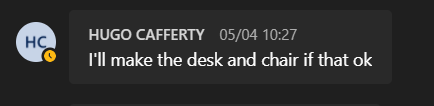 HC
HUGO CAFFERTY 05/04 10:27
I'll make the desk and chair if that ok